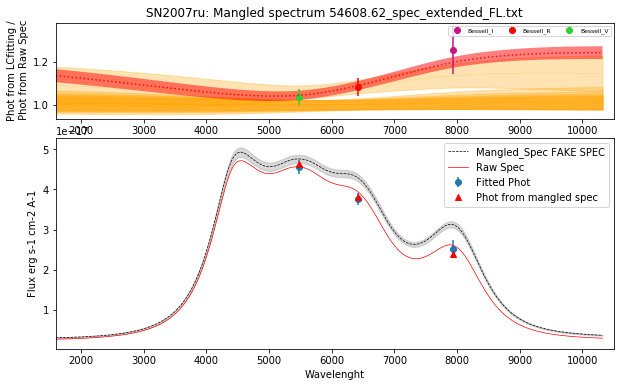 SN2007ru: Mangled spectrum 54608.62_spec_extended_FL.txt
Phot from LCfitting /
Phot from Raw Spec
1.2
1.0
Bessell_I
Bessell_R
Bessell_V
2000 3000 4000 5000 6000 7000 8000 9000 10000
Flux erg s-1 cm-2 A-1
5
4
3
2
1
Mangled_Spec FAKE SPEC
Raw Spec
Fitted Phot
Phot from mangled spec
2000 3000 4000 5000 6000 7000 8000 9000 10000
Wavelenght